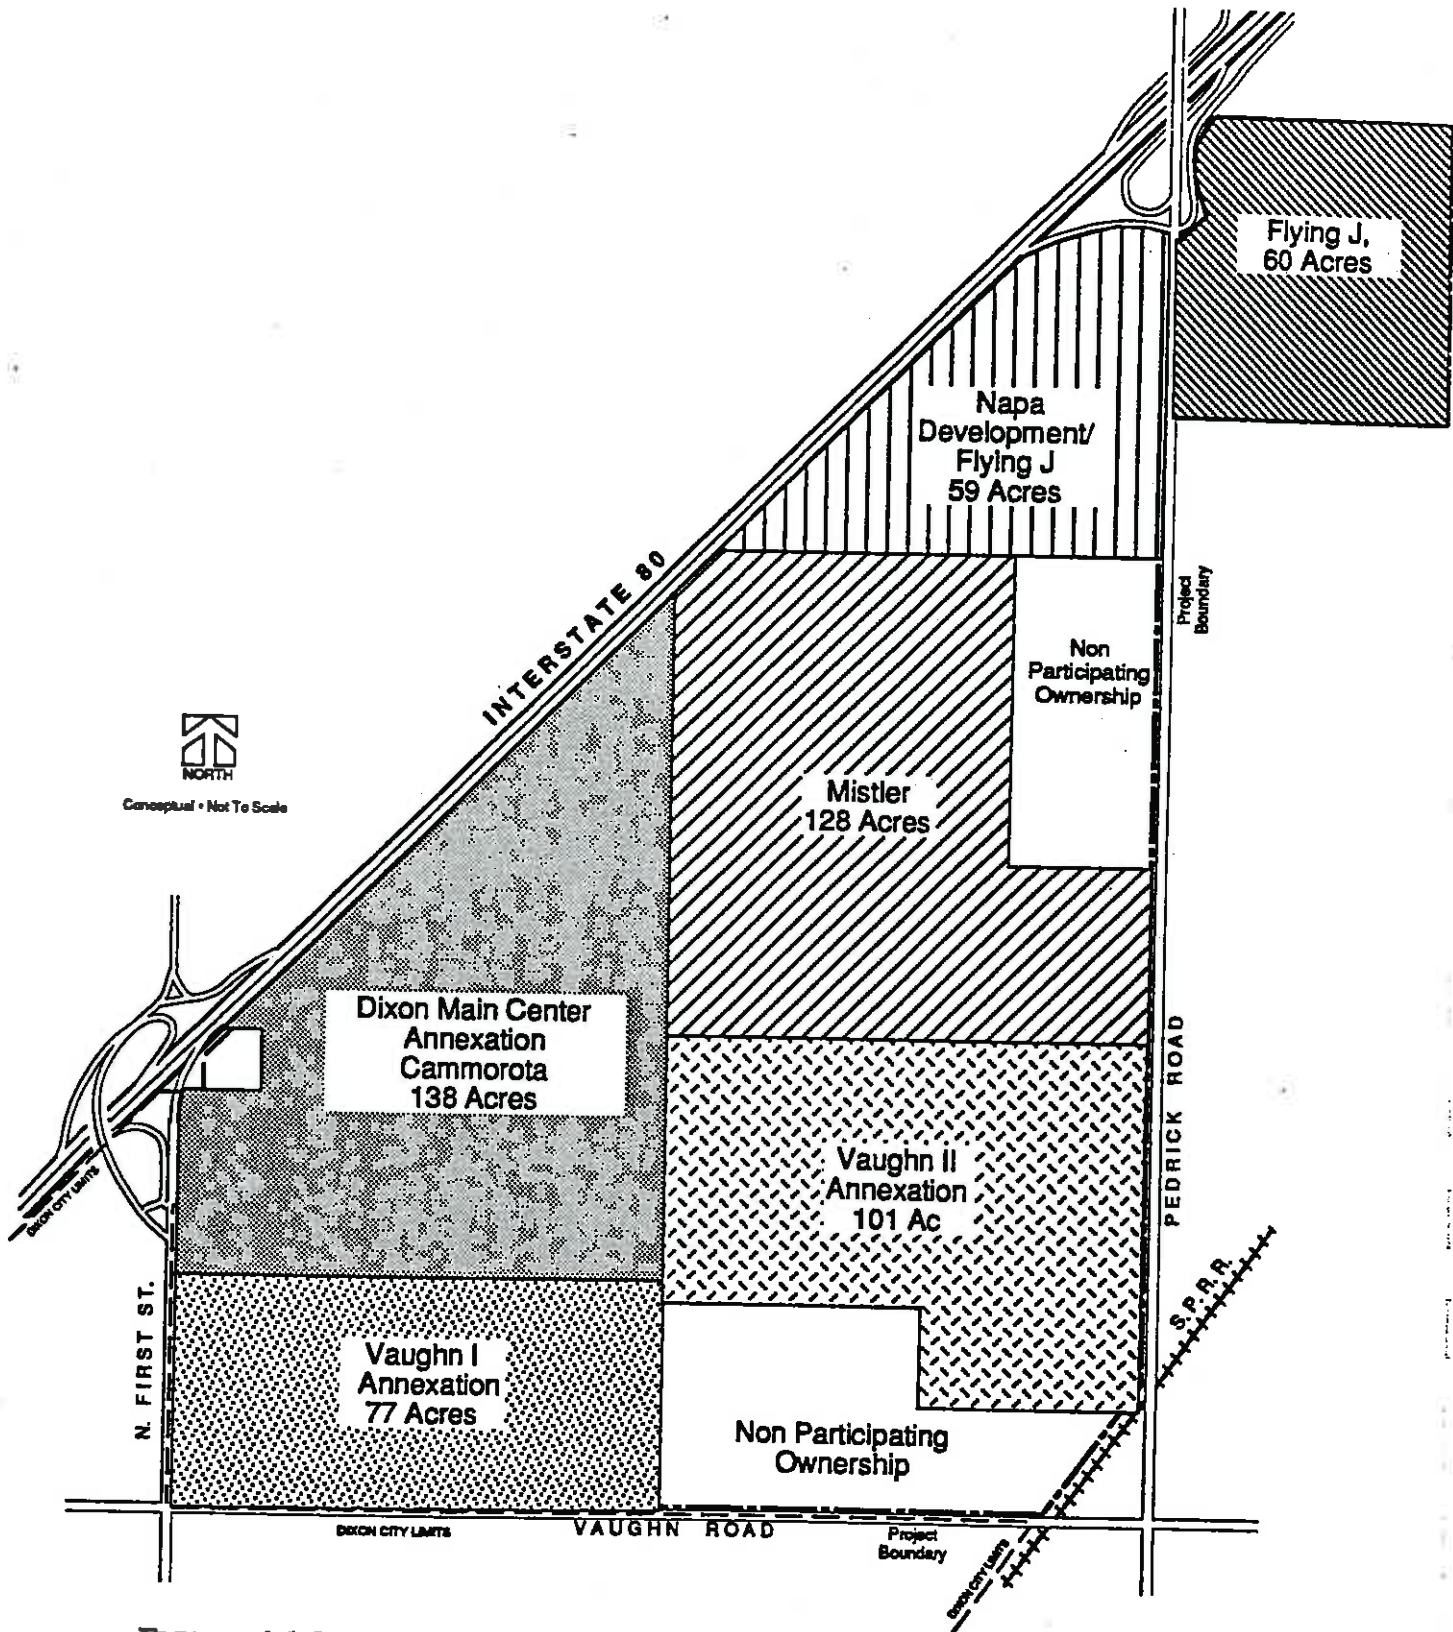 Flying J,
60 Acres
Napa
Development/
Flying J
59 Acres
INTERSTATE 80
Project
Boundary
Non
Participating
Ownership
NORTH
Conceptual • Not To Scale
Mistler
128 Acres
Dixon Main Center
Annexation
Cammorota
138 Acres
PEDRICK ROAD
DIXON CITY LIMITS
Vaughn II
Annexation
101 Ac
S.P.R.R.
N. FIRST ST.
Vaughn I
Annexation
77 Acres
Non Participating
Ownership
DIXON CITY LIMITS
VAUGHN ROAD
Project
Boundary
DIXON CITY LIMITS